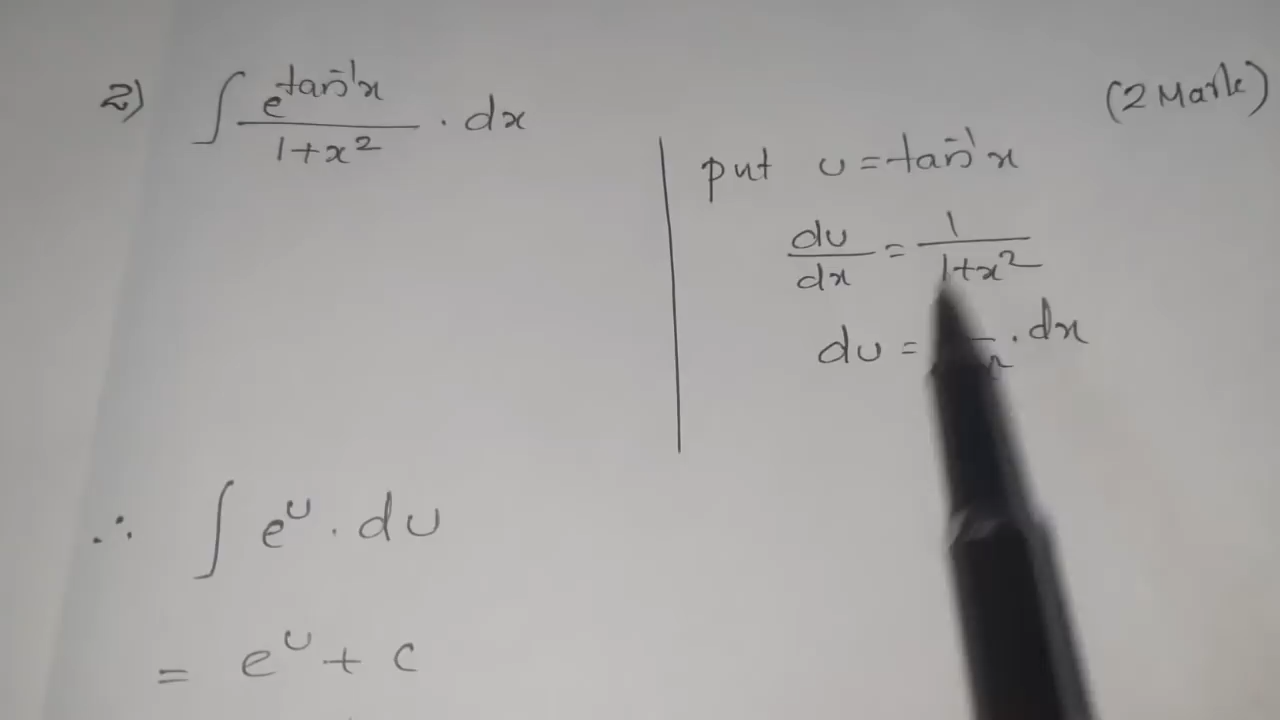 2) ∫ e^(tan⁻¹x) / (1+x²) . dx
(2 Mark)
put u = tan⁻¹x
du/dx = 1/(1+x²)
du = . dx
∴ ∫ e^u . du
= e^u + c